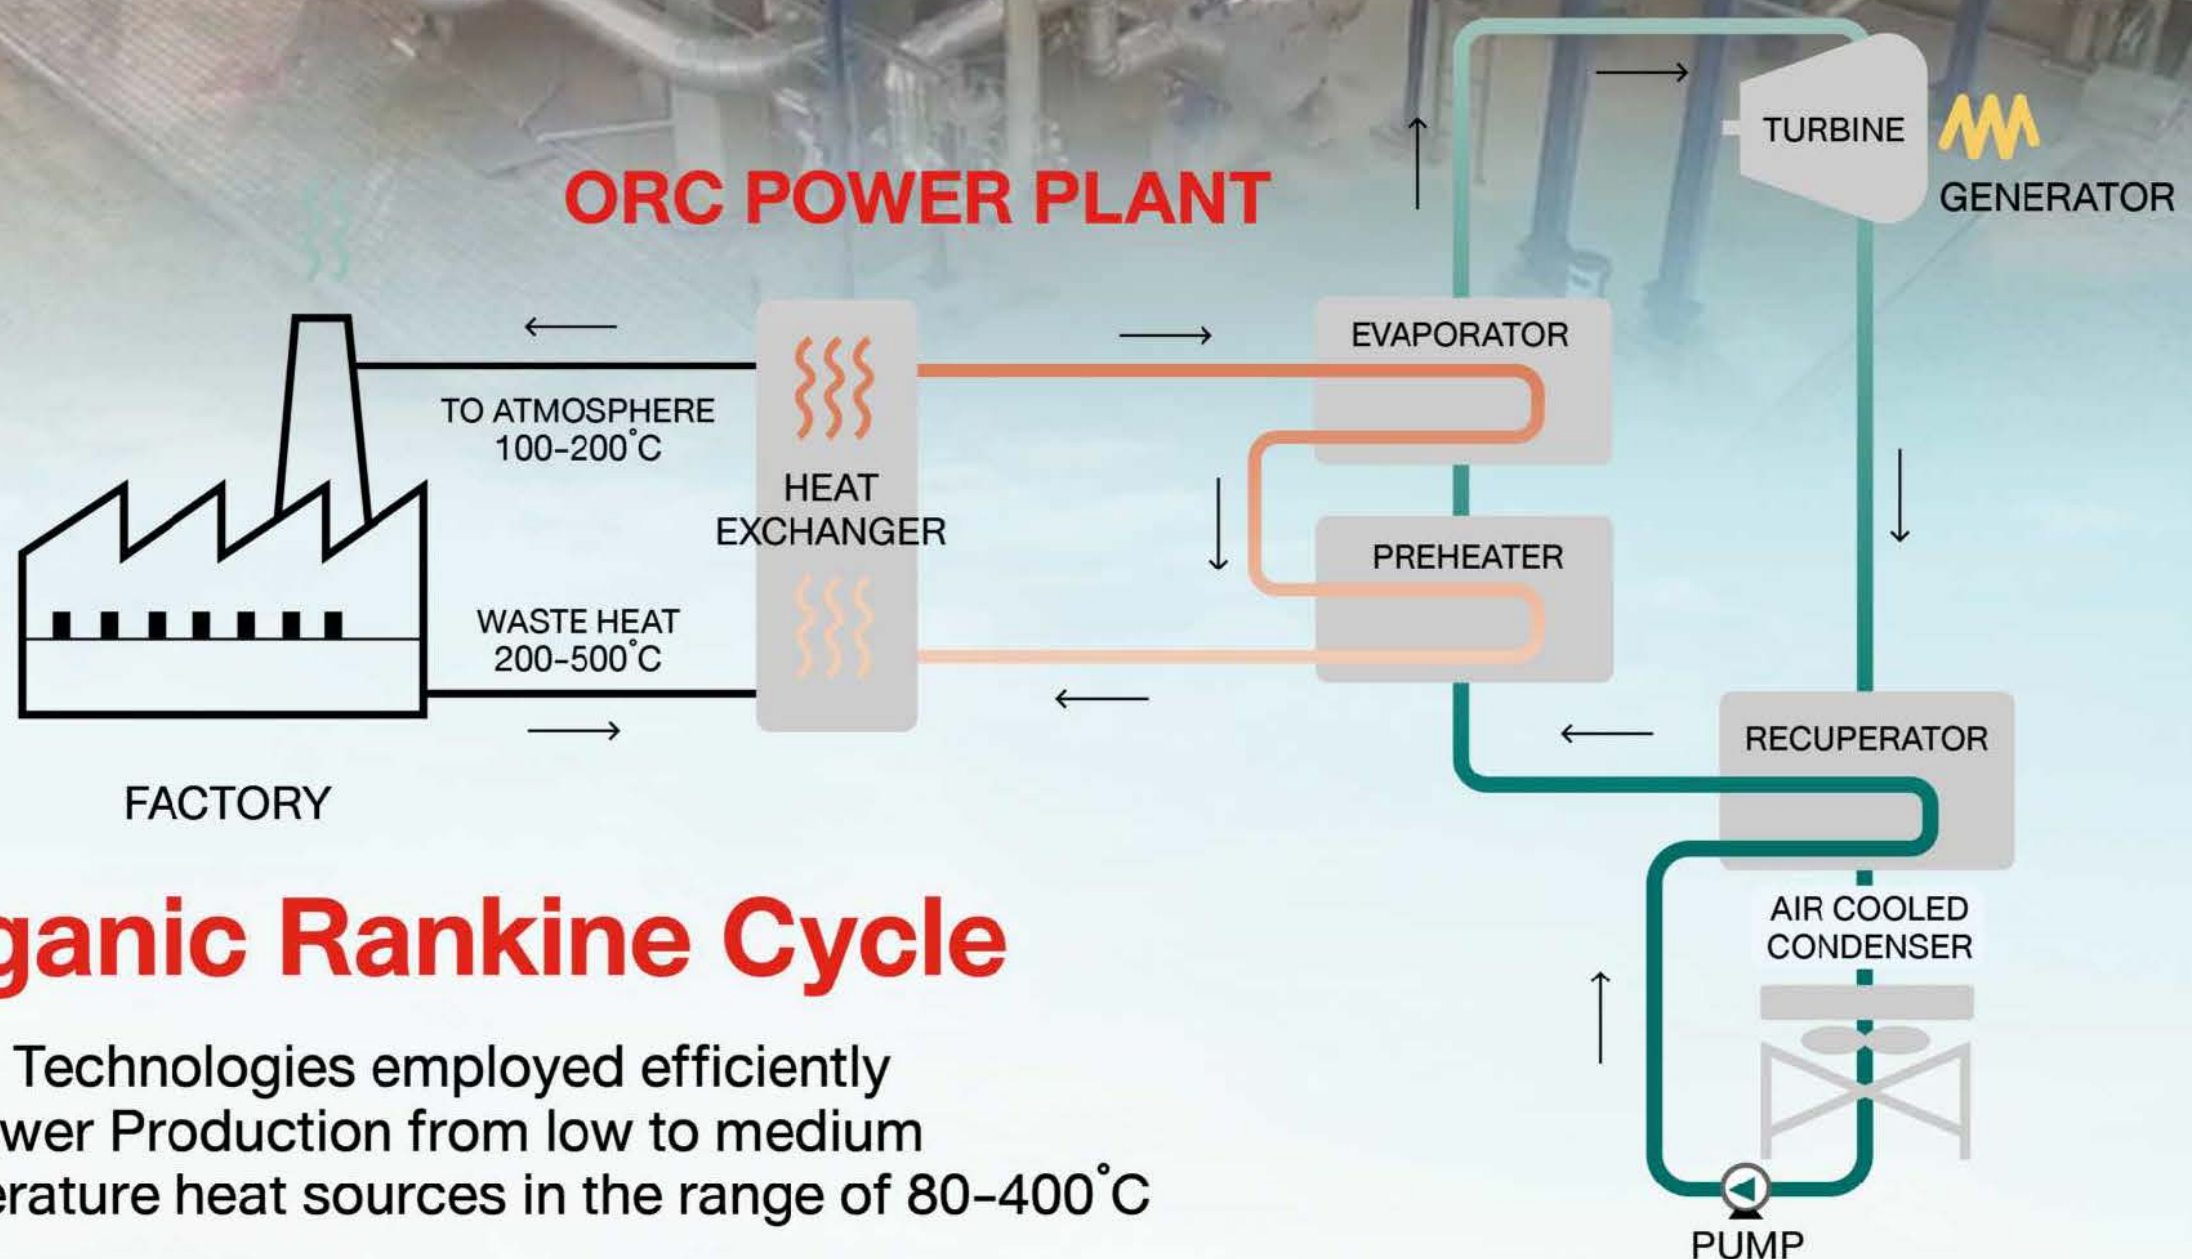 ORC POWER PLANT
TURBINE
GENERATOR
EVAPORATOR
TO ATMOSPHERE
100-200°C
HEAT
EXCHANGER
PREHEATER
WASTE HEAT
200-500°C
RECUPERATOR
FACTORY
AIR COOLED
CONDENSER
ganic Rankine Cycle
Technologies employed efficiently
wer Production from low to medium
erature heat sources in the range of 80-400°C
PUMP